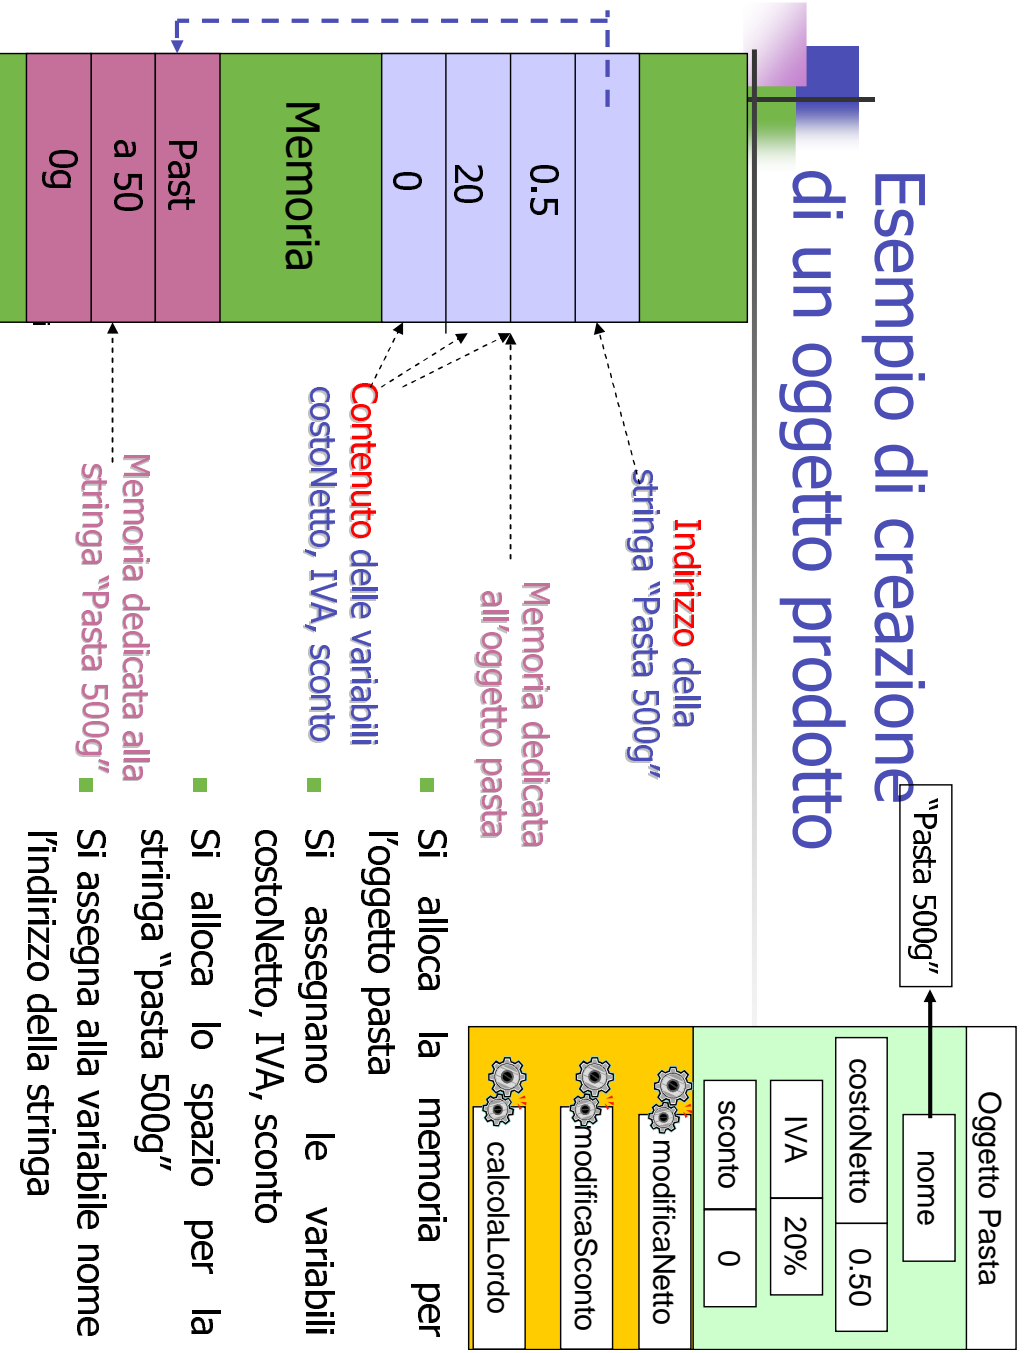 Esempio di creazione
di un oggetto prodotto
"Pasta 500g"
Oggetto Pasta
nome
costoNetto 0.50
IVA 20%
sconto 0
modificaNetto
modificaSconto
calcolaLordo
0.5
20
0
Memoria
Past
a 50
0g
Indirizzo della
stringa "Pasta 500g"
Memoria dedicata
all'oggetto pasta
Contenuto delle variabili
costoNetto, IVA, sconto
Memoria dedicata alla
stringa "Pasta 500g"
Si alloca la memoria per
l'oggetto pasta
Si assegnano le variabili
costoNetto, IVA, sconto
Si alloca lo spazio per la
stringa "pasta 500g"
Si assegna alla variabile nome
l'indirizzo della stringa